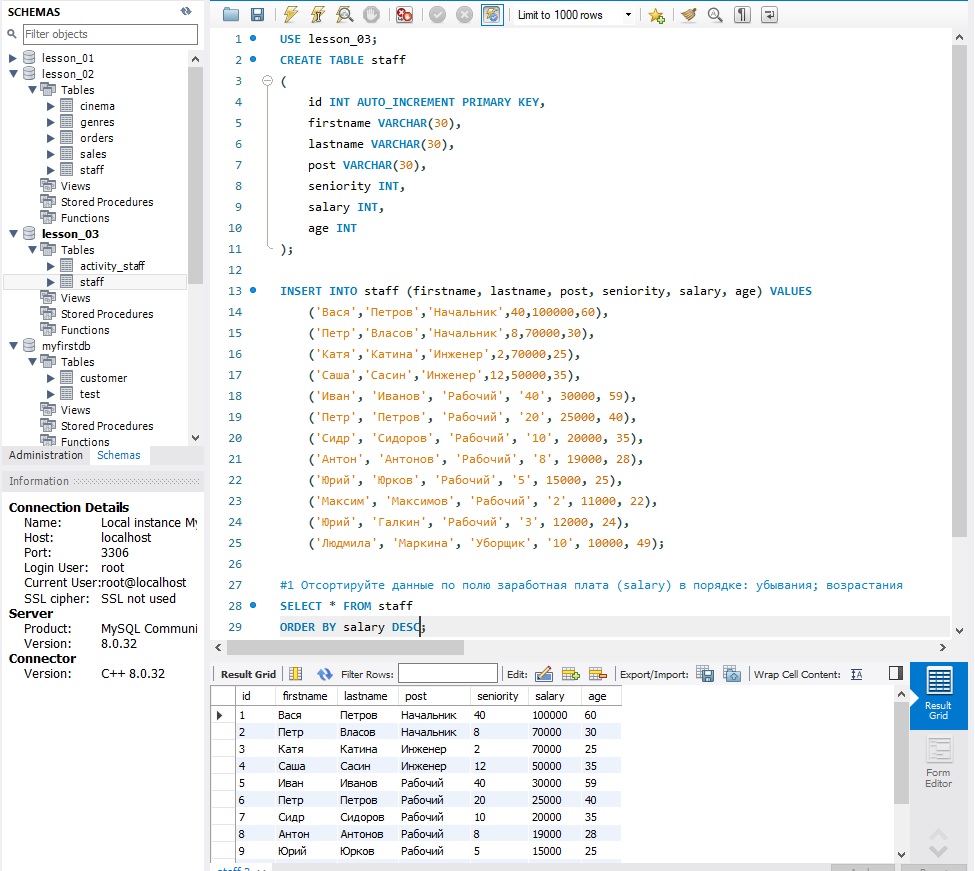 SCHEMAS
Filter objects
lesson_01
lesson_02
Tables
cinema
genres
orders
sales
staff
Views
Stored Procedures
Functions
lesson_03
Tables
activity_staff
staff
Views
Stored Procedures
Functions
myfirstdb
Tables
customer
test
Views
Stored Procedures
Functions
Administration Schemas
Information
Connection Details
Name: Local instance My
Host: localhost
Port: 3306
Login User: root
Current User:root@localhost
SSL cipher: SSL not used
Server
Product: MySQL Communi
Version: 8.0.32
Connector
Version: C++ 8.0.32
Limit to 1000 rows
1 USE lesson_03;
2 CREATE TABLE staff
3 (
4 id INT AUTO_INCREMENT PRIMARY KEY,
5 firstname VARCHAR(30),
6 lastname VARCHAR(30),
7 post VARCHAR(30),
8 seniority INT,
9 salary INT,
10 age INT
11 );
12
13 INSERT INTO staff (firstname, lastname, post, seniority, salary, age) VALUES
14 ('Вася','Петров','Начальник',40,100000,60),
15 ('Петр','Власов','Начальник',8,70000,30),
16 ('Катя','Катина','Инженер',2,70000,25),
17 ('Саша','Сасин','Инженер',12,50000,35),
18 ('Иван', 'Иванов', 'Рабочий', '40', 30000, 59),
19 ('Петр', 'Петров', 'Рабочий', '20', 25000, 40),
20 ('Сидр', 'Сидоров', 'Рабочий', '10', 20000, 35),
21 ('Антон', 'Антонов', 'Рабочий', '8', 19000, 28),
22 ('Юрий', 'Юрков', 'Рабочий', '5', 15000, 25),
23 ('Максим', 'Максимов', 'Рабочий', '2', 11000, 22),
24 ('Юрий', 'Галкин', 'Рабочий', '3', 12000, 24),
25 ('Людмила', 'Маркина', 'Уборщик', '10', 10000, 49);
26
27 #1 Отсортируйте данные по полю заработная плата (salary) в порядке: убывания; возрастания
28 SELECT * FROM staff
29 ORDER BY salary DESC;
Result Grid Filter Rows: Edit: Export/Import: Wrap Cell Content:
id firstname lastname post seniority salary age
1 Вася Петров Начальник 40 100000 60
2 Петр Власов Начальник 8 70000 30
3 Катя Катина Инженер 2 70000 25
4 Саша Сасин Инженер 12 50000 35
5 Иван Иванов Рабочий 40 30000 59
6 Петр Петров Рабочий 20 25000 40
7 Сидр Сидоров Рабочий 10 20000 35
8 Антон Антонов Рабочий 8 19000 28
9 Юрий Юрков Рабочий 5 15000 25
Result
Grid
Form
Editor